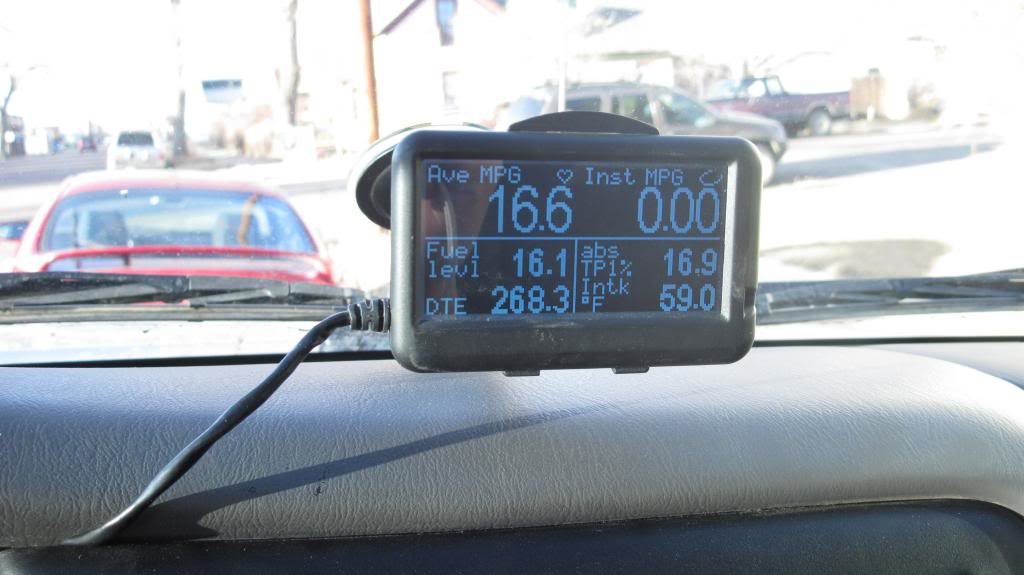 Ave MPG Inst MPG
16.6 0.00
Fuel levl 16.1
abs TP1% 16.9
DTE 268.3
Intk °F 59.0